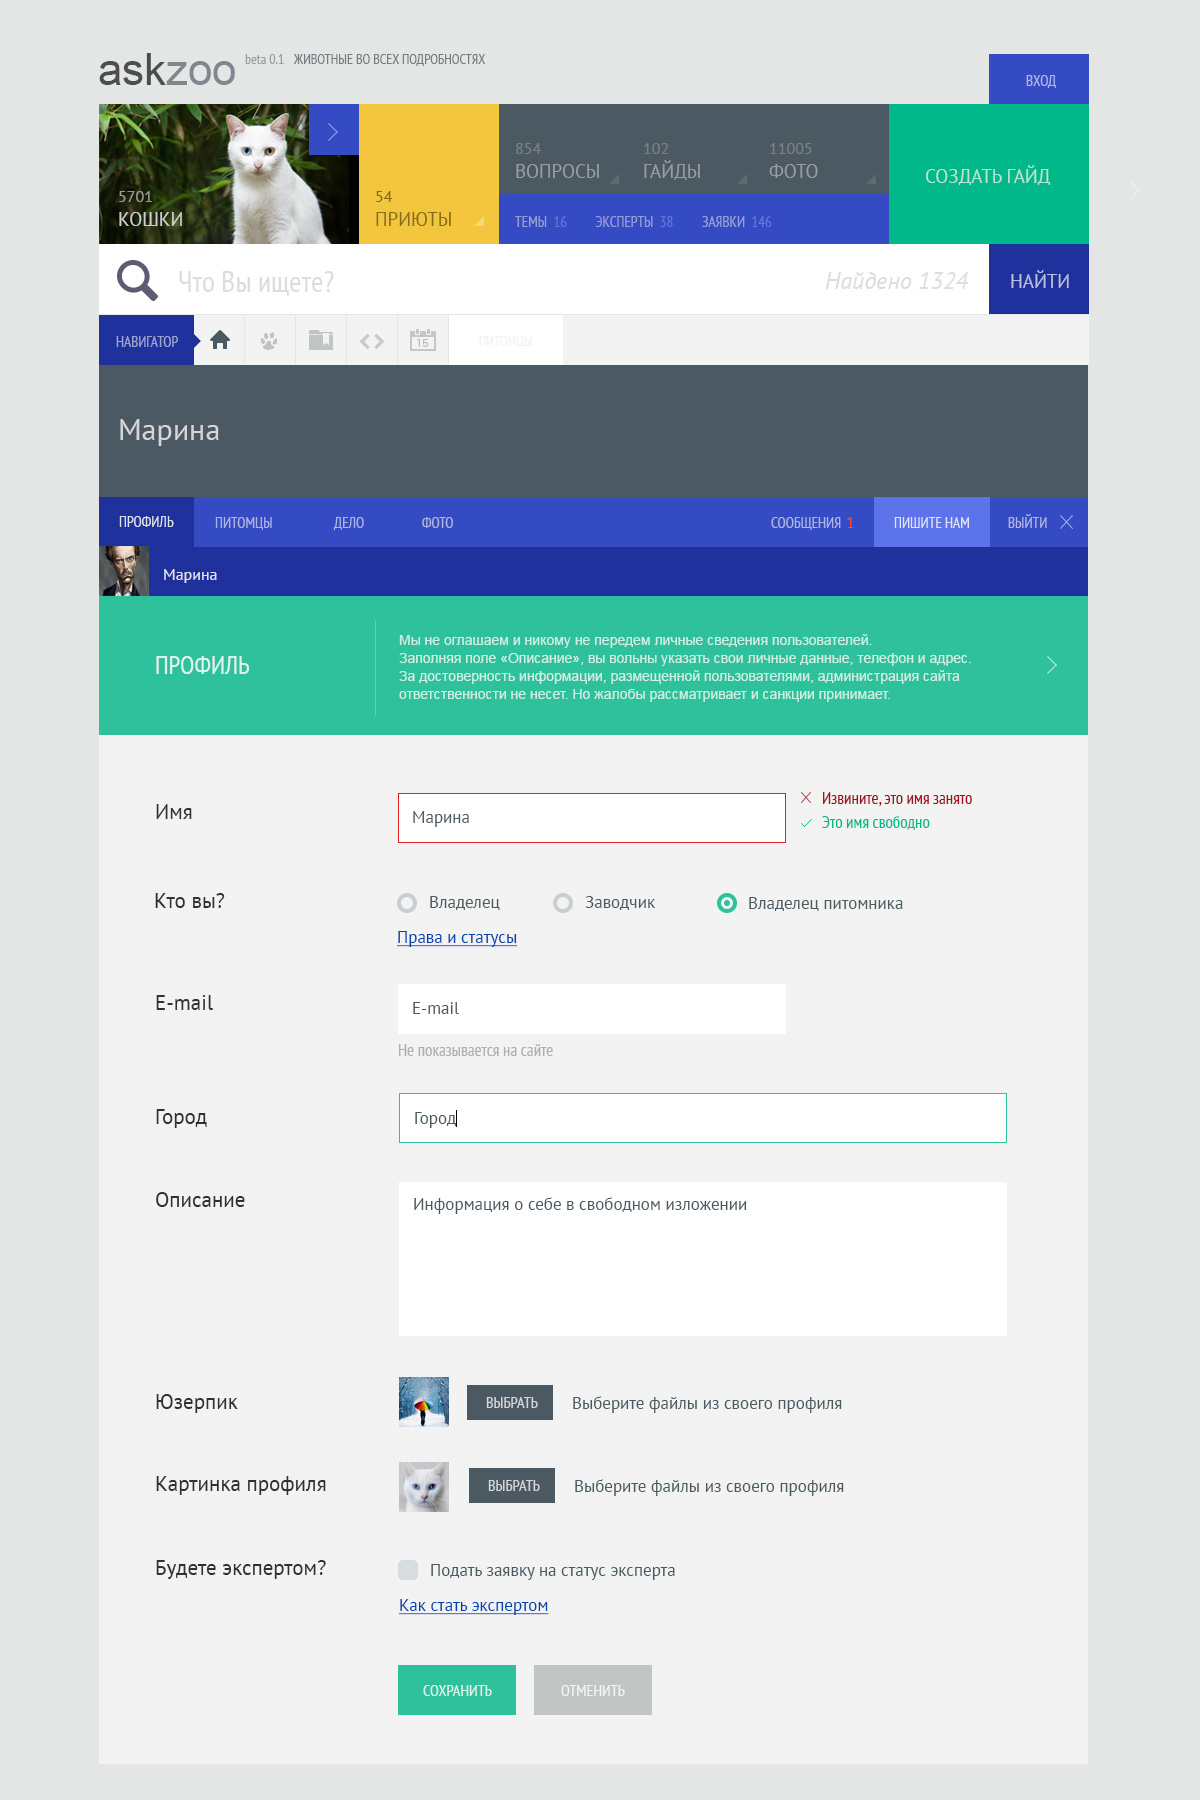 askzoo beta 0.1 ЖИВОТНЫЕ ВО ВСЕХ ПОДРОБНОСТЯХ
ВХОД
5701
КОШКИ
54
ПРИЮТЫ
854
ВОПРОСЫ
102
ГАЙДЫ
11005
ФОТО
ТЕМЫ 16 ЭКСПЕРТЫ 38 ЗАЯВКИ 146
СОЗДАТЬ ГАЙД
Что Вы ищете? Найдено 1324 НАЙТИ
НАВИГАТОР 15 ПИТОМЦЫ
Марина
ПРОФИЛЬ ПИТОМЦЫ ДЕЛО ФОТО СООБЩЕНИЯ 1 ПИШИТЕ НАМ ВЫЙТИ
Марина
ПРОФИЛЬ
Мы не оглашаем и никому не передем личные сведения пользователей.
Заполняя поле «Описание», вы вольны указать свои личные данные, телефон и адрес.
За достоверность информации, размещенной пользователями, администрация сайта
ответственности не несет. Но жалобы рассматривает и санкции принимает.
Имя Марина
Извините, это имя занято
Это имя свободно
Кто вы? Владелец Заводчик Владелец питомника
Права и статусы
E-mail E-mail
Не показывается на сайте
Город Город
Описание Информация о себе в свободном изложении
Юзерпик ВЫБРАТЬ Выберите файлы из своего профиля
Картинка профиля ВЫБРАТЬ Выберите файлы из своего профиля
Будете экспертом? Подать заявку на статус эксперта
Как стать экспертом
СОХРАНИТЬ ОТМЕНИТЬ